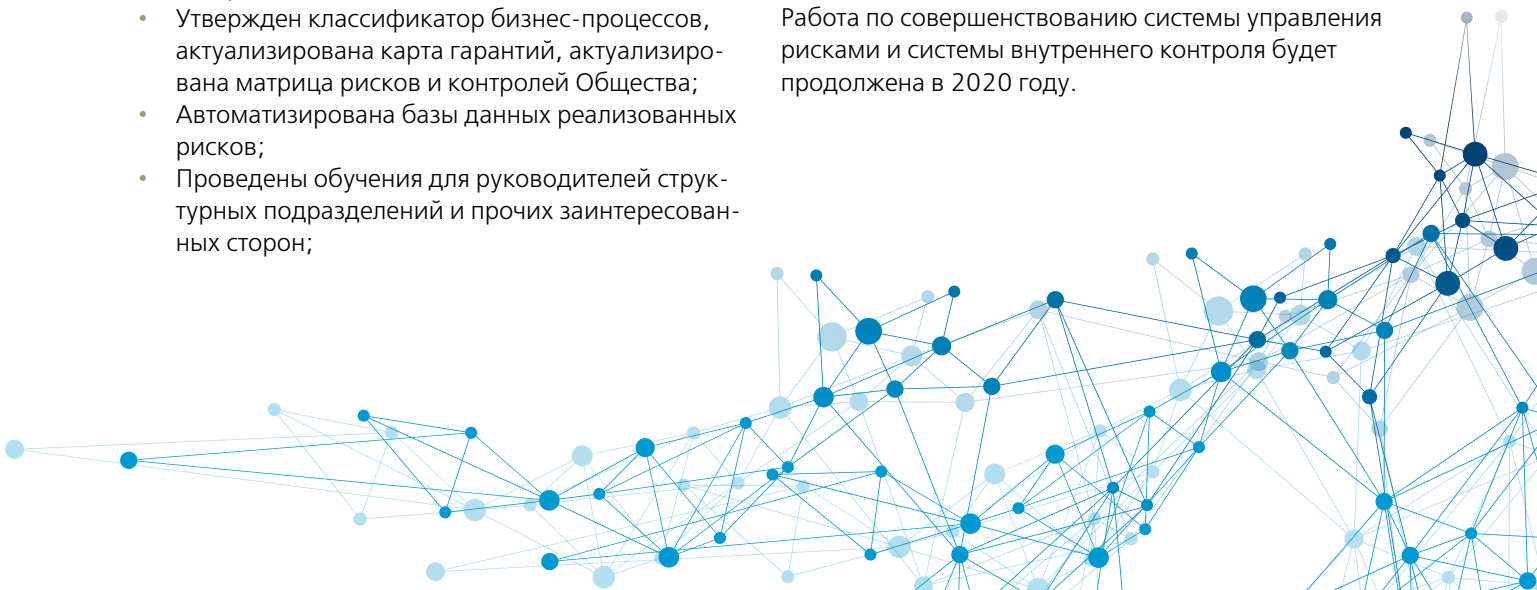 • Утвержден классификатор бизнес-процессов,
актуализирована карта гарантий, актуализиро-
вана матрица рисков и контролей Общества;
• Автоматизирована базы данных реализованных
рисков;
• Проведены обучения для руководителей струк-
турных подразделений и прочих заинтересован-
ных сторон;
Работа по совершенствованию системы управления
рисками и системы внутреннего контроля будет
продолжена в 2020 году.